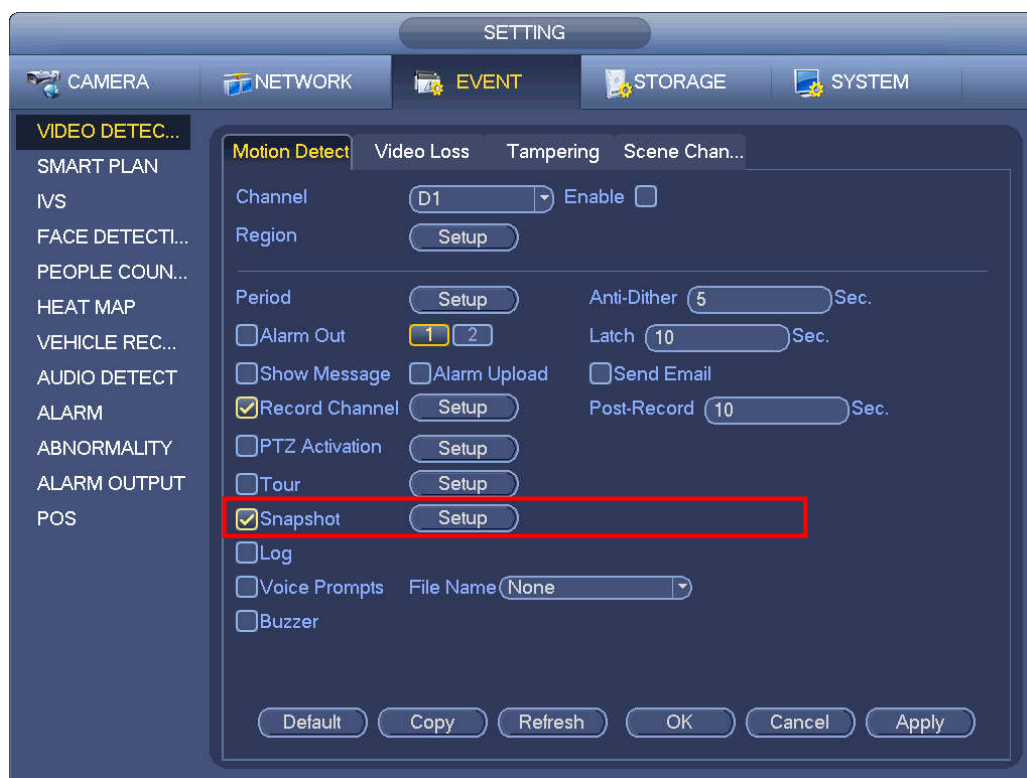 SETTING
CAMERA NETWORK EVENT STORAGE SYSTEM
VIDEO DETEC...
SMART PLAN
IVS
FACE DETECTI...
PEOPLE COUN...
HEAT MAP
VEHICLE REC...
AUDIO DETECT
ALARM
ABNORMALITY
ALARM OUTPUT
POS
Motion Detect Video Loss Tampering Scene Chan...
Channel D1 Enable
Region Setup
Period Setup Anti-Dither 5 Sec.
Alarm Out 1 2 Latch 10 Sec.
Show Message Alarm Upload Send Email
Record Channel Setup Post-Record 10 Sec.
PTZ Activation Setup
Tour Setup
Snapshot Setup
Log
Voice Prompts File Name None
Buzzer
Default Copy Refresh OK Cancel Apply